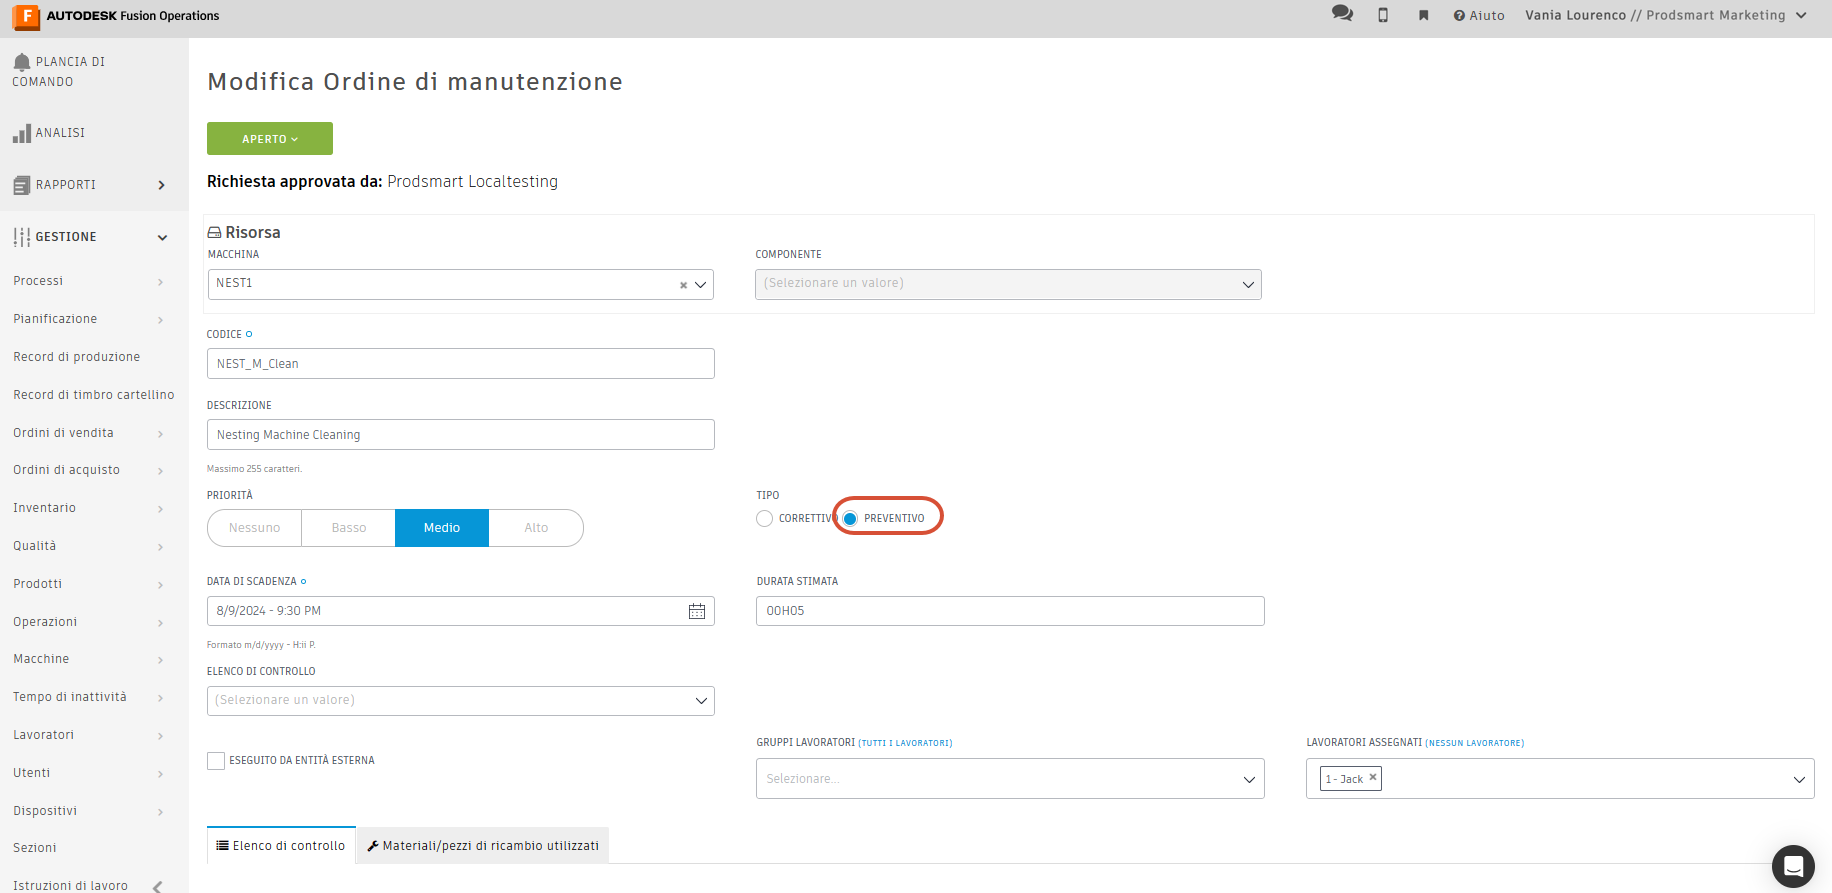 F AUTODESK Fusion Operations
Aiuto
Vania Lourenco // Prodsmart Marketing
PLANCIA DI
COMANDO
ANALISI
RAPPORTI
GESTIONE
Processi
Pianificazione
Record di produzione
Record di timbro cartellino
Ordini di vendita
Ordini di acquisto
Inventario
Qualità
Prodotti
Operazioni
Macchine
Tempo di inattività
Lavoratori
Utenti
Dispositivi
Sezioni
Istruzioni di lavoro
Modifica Ordine di manutenzione
APERTO
Richiesta approvata da: Prodsmart Localtesting
Risorsa
MACCHINA
NEST1
COMPONENTE
(Selezionare un valore)
CODICE
NEST_M_Clean
DESCRIZIONE
Nesting Machine Cleaning
Massimo 255 caratteri.
PRIORITÀ
Nessuno Basso Medio Alto
TIPO
CORRETTIVO PREVENTIVO
DATA DI SCADENZA
8/9/2024 - 9:30 PM
Formato m/d/yyyy - H:ii P.
DURATA STIMATA
00H05
ELENCO DI CONTROLLO
(Selezionare un valore)
ESEGUITO DA ENTITÀ ESTERNA
GRUPPI LAVORATORI (TUTTI I LAVORATORI)
Selezionare...
LAVORATORI ASSEGNATI (NESSUN LAVORATORE)
1 - Jack ×
Elenco di controllo
Materiali/pezzi di ricambio utilizzati